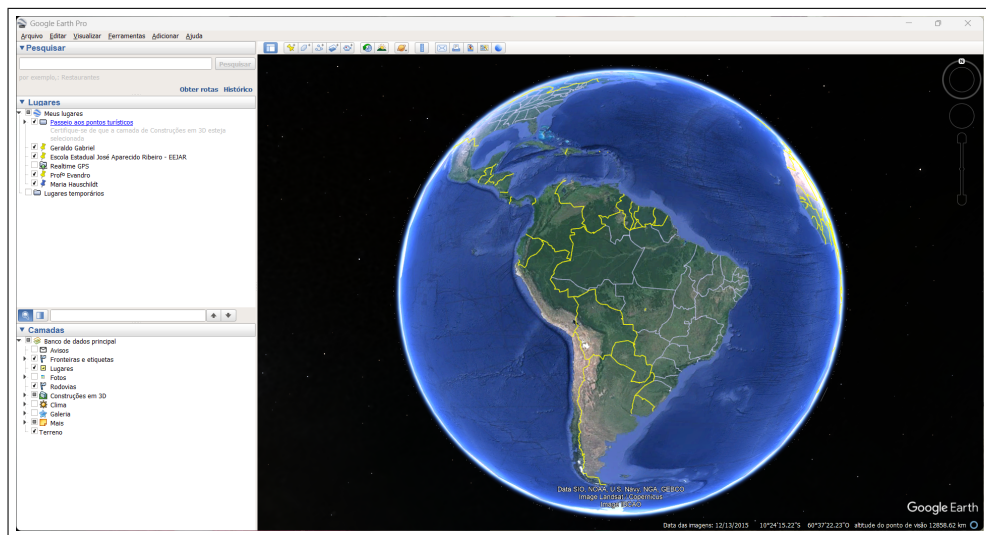 Google Earth Pro
Arquivo Editar Visualizar Ferramentas Adicionar Ajuda
Pesquisar
Pesquisar
por exemplo,: Restaurantes
Obter rotas Histórico
Lugares
Meus lugares
Passeio aos pontos turísticos
Certifique-se de que a camada de Construções em 3D esteja
selecionada
Geraldo Gabriel
Escola Estadual José Aparecido Ribeiro - EEJAR
Realtime GPS
Profº Evandro
Maria Hauschildt
Lugares temporários
Camadas
Banco de dados principal
Avisos
Fronteiras e etiquetas
Lugares
Fotos
Rodovias
Construções em 3D
Clima
Galeria
Mais
Terreno
N
Data SIO, NOAA, U.S. Navy, NGA, GEBCO
Image Landsat / Copernicus
Image IBCAO
Google Earth
Data das imagens: 12/13/2015 10°24'15.22"S 60°37'22.23"O altitude do ponto de visão 12858.62 km